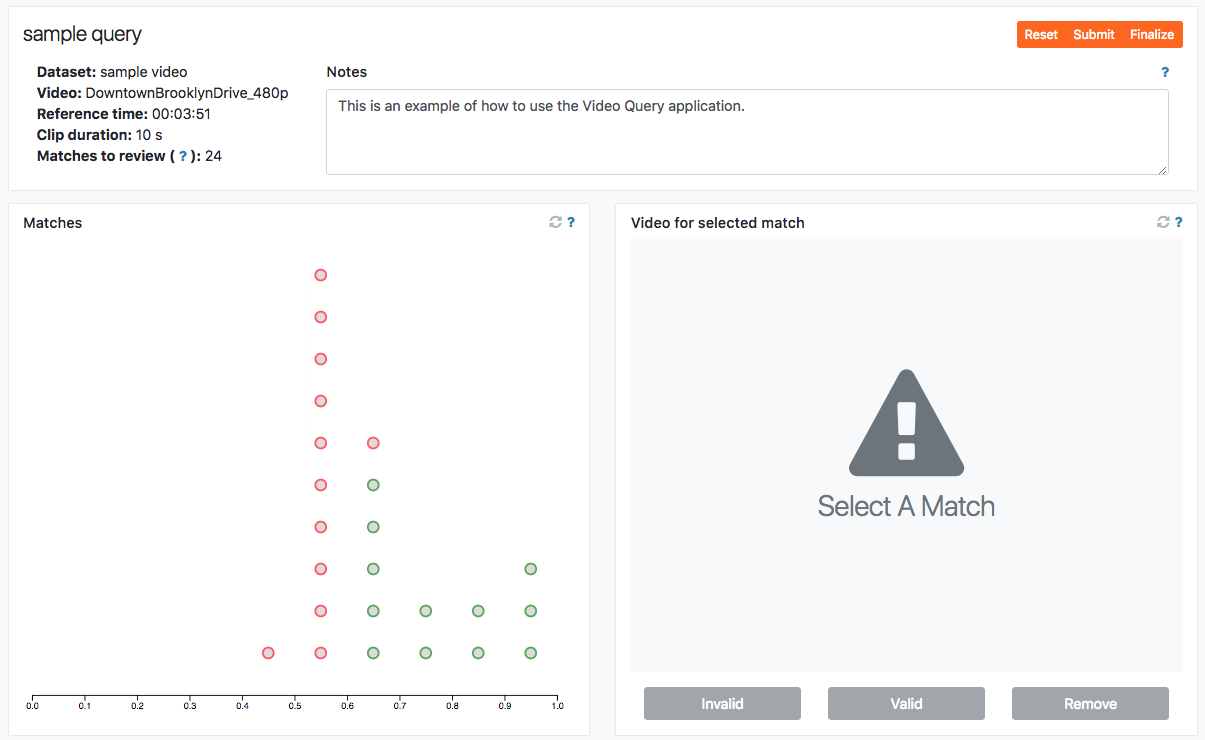 sample query
Reset Submit Finalize
Dataset: sample video
Video: DowntownBrooklynDrive_480p
Reference time: 00:03:51
Clip duration: 10 s
Matches to review ( ? ): 24
Notes ?
This is an example of how to use the Video Query application.
Matches ?
0.0 0.1 0.2 0.3 0.4 0.5 0.6 0.7 0.8 0.9 1.0
Video for selected match ?
Select A Match
Invalid Valid Remove